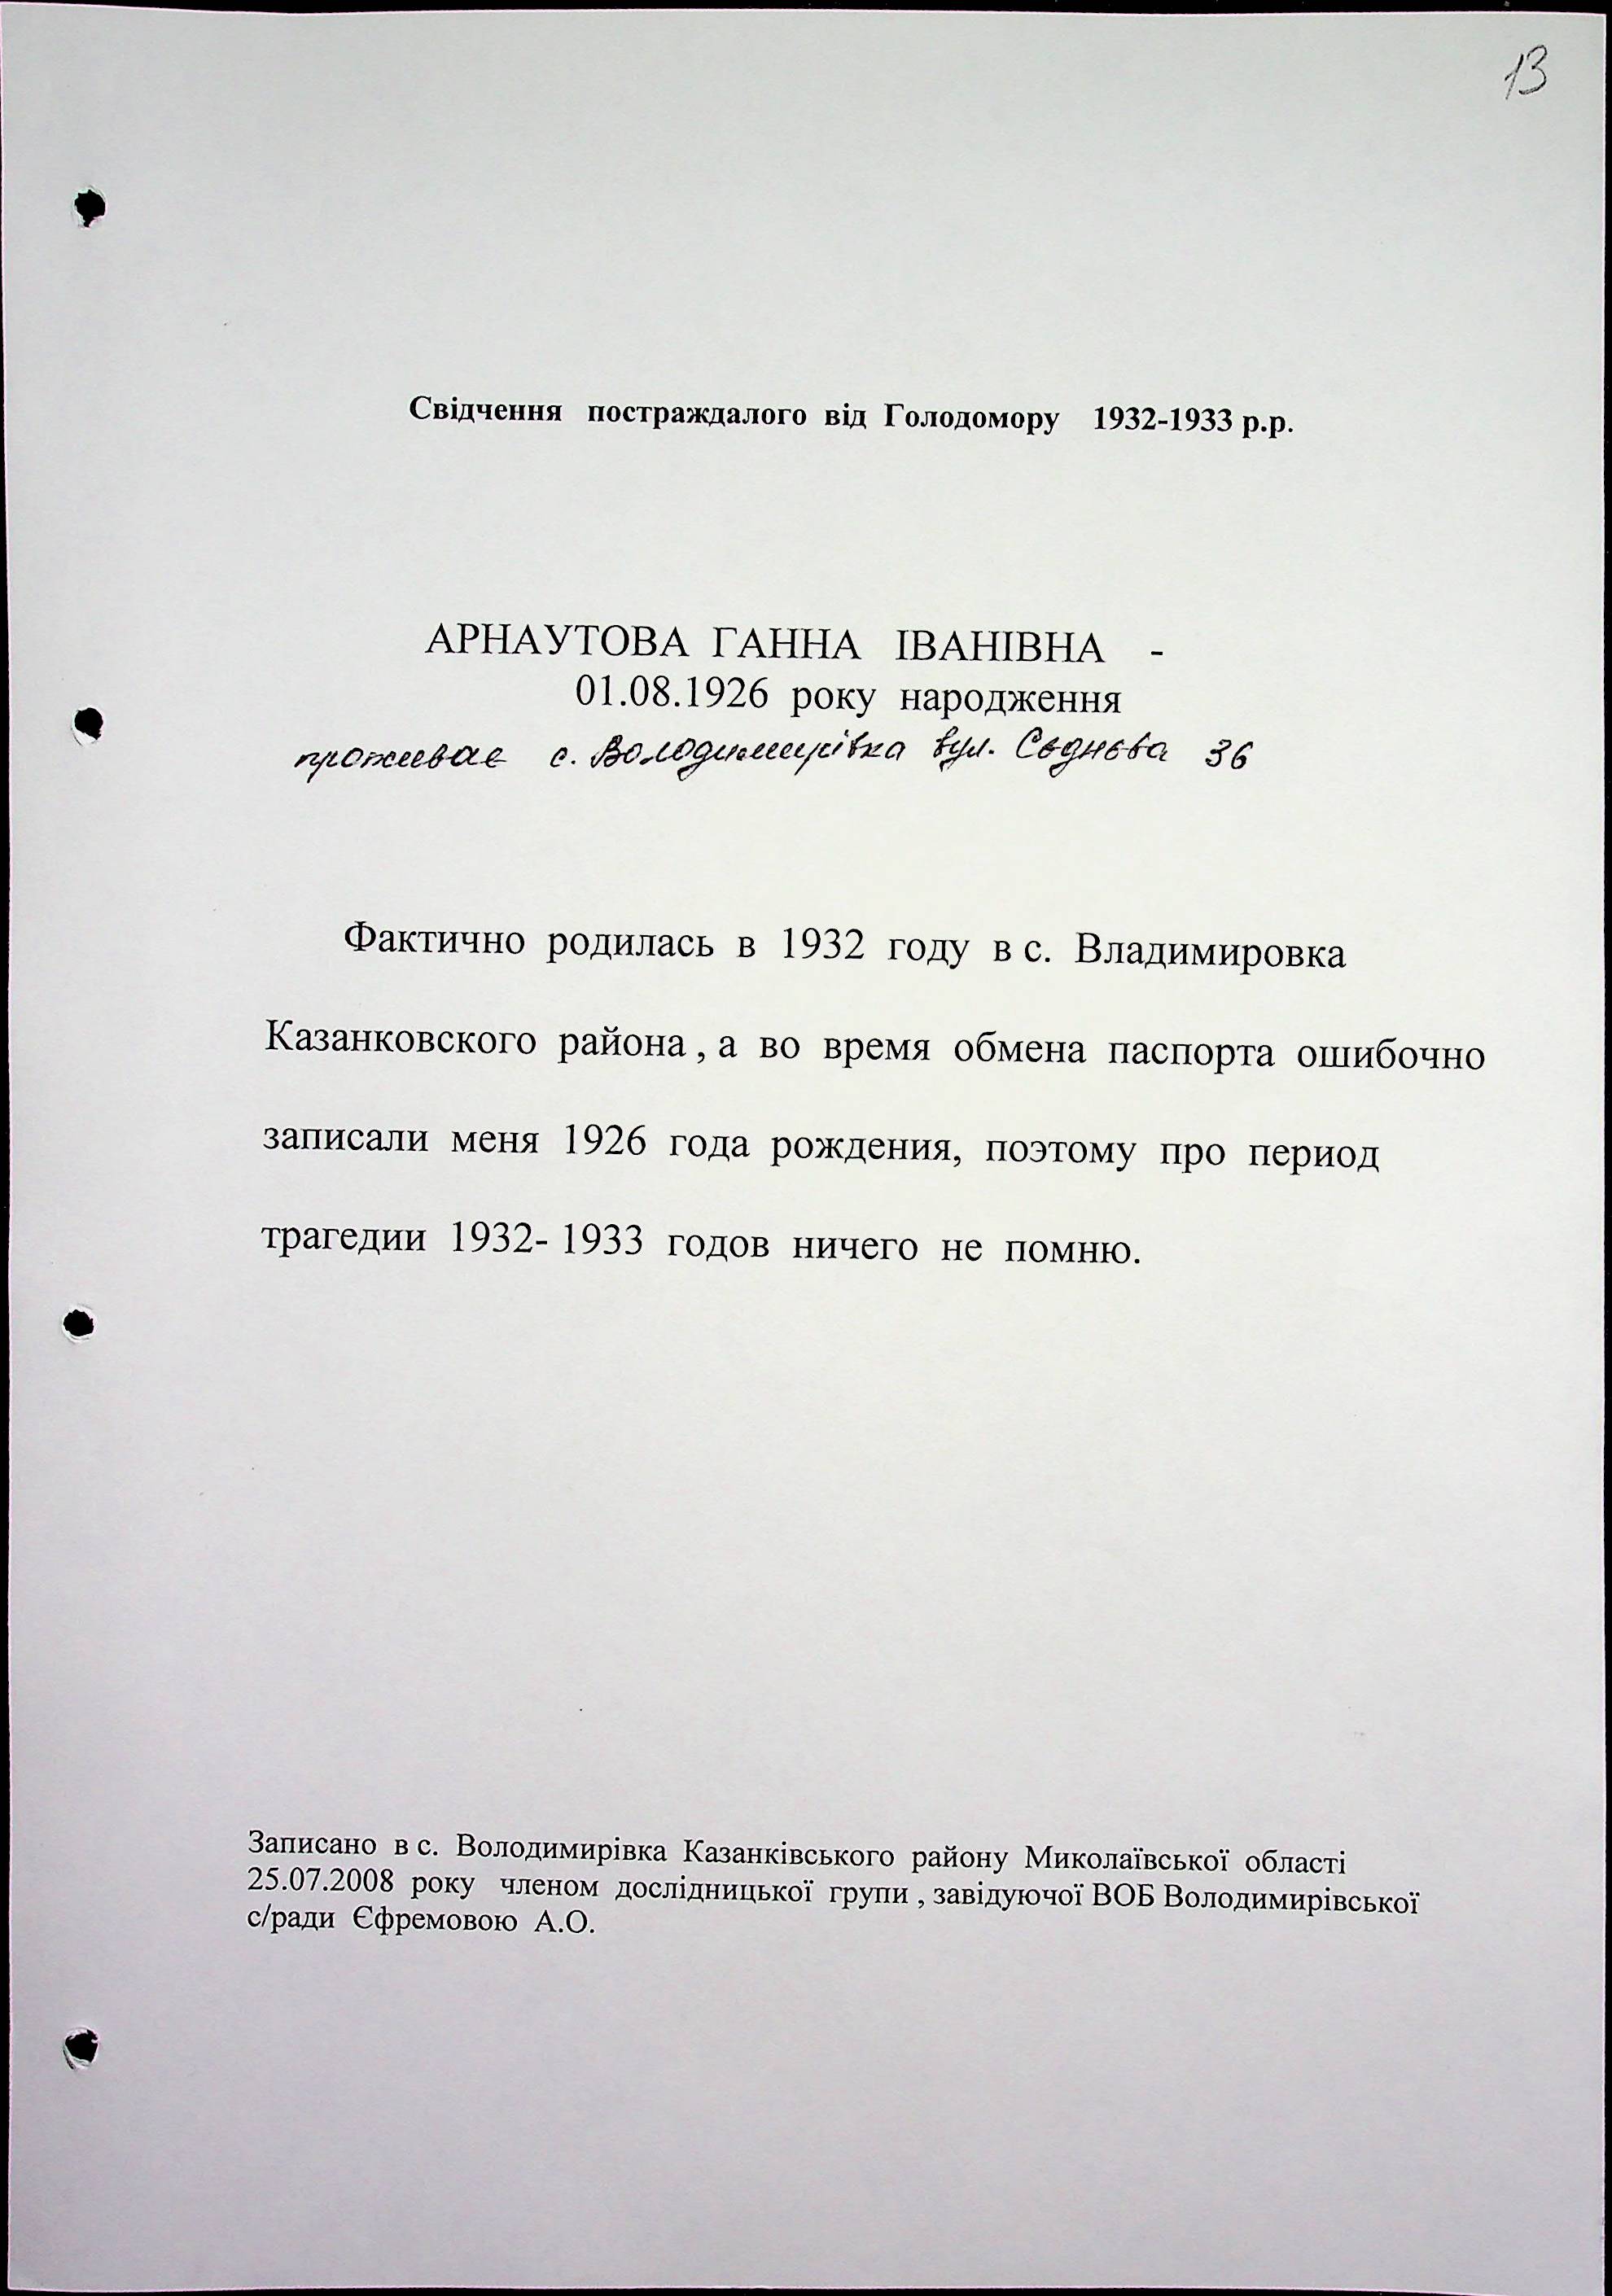 13
Свідчення постраждалого від Голодомору 1932-1933 р.р.
АРНАУТОВА ГАННА ІВАНІВНА -
01.08.1926 року народження
проживає с. Володимирівка вул. Сєднєва 36
Фактично родилась в 1932 году в с. Владимировка
Казанковского района , а во время обмена паспорта ошибочно
записали меня 1926 года рождения, поэтому про период
трагедии 1932- 1933 годов ничего не помню.
Записано в с. Володимирівка Казанківського району Миколаївської області
25.07.2008 року членом дослідницької групи , завідуючої ВОБ Володимирівської
с/ради Єфремовою А.О.